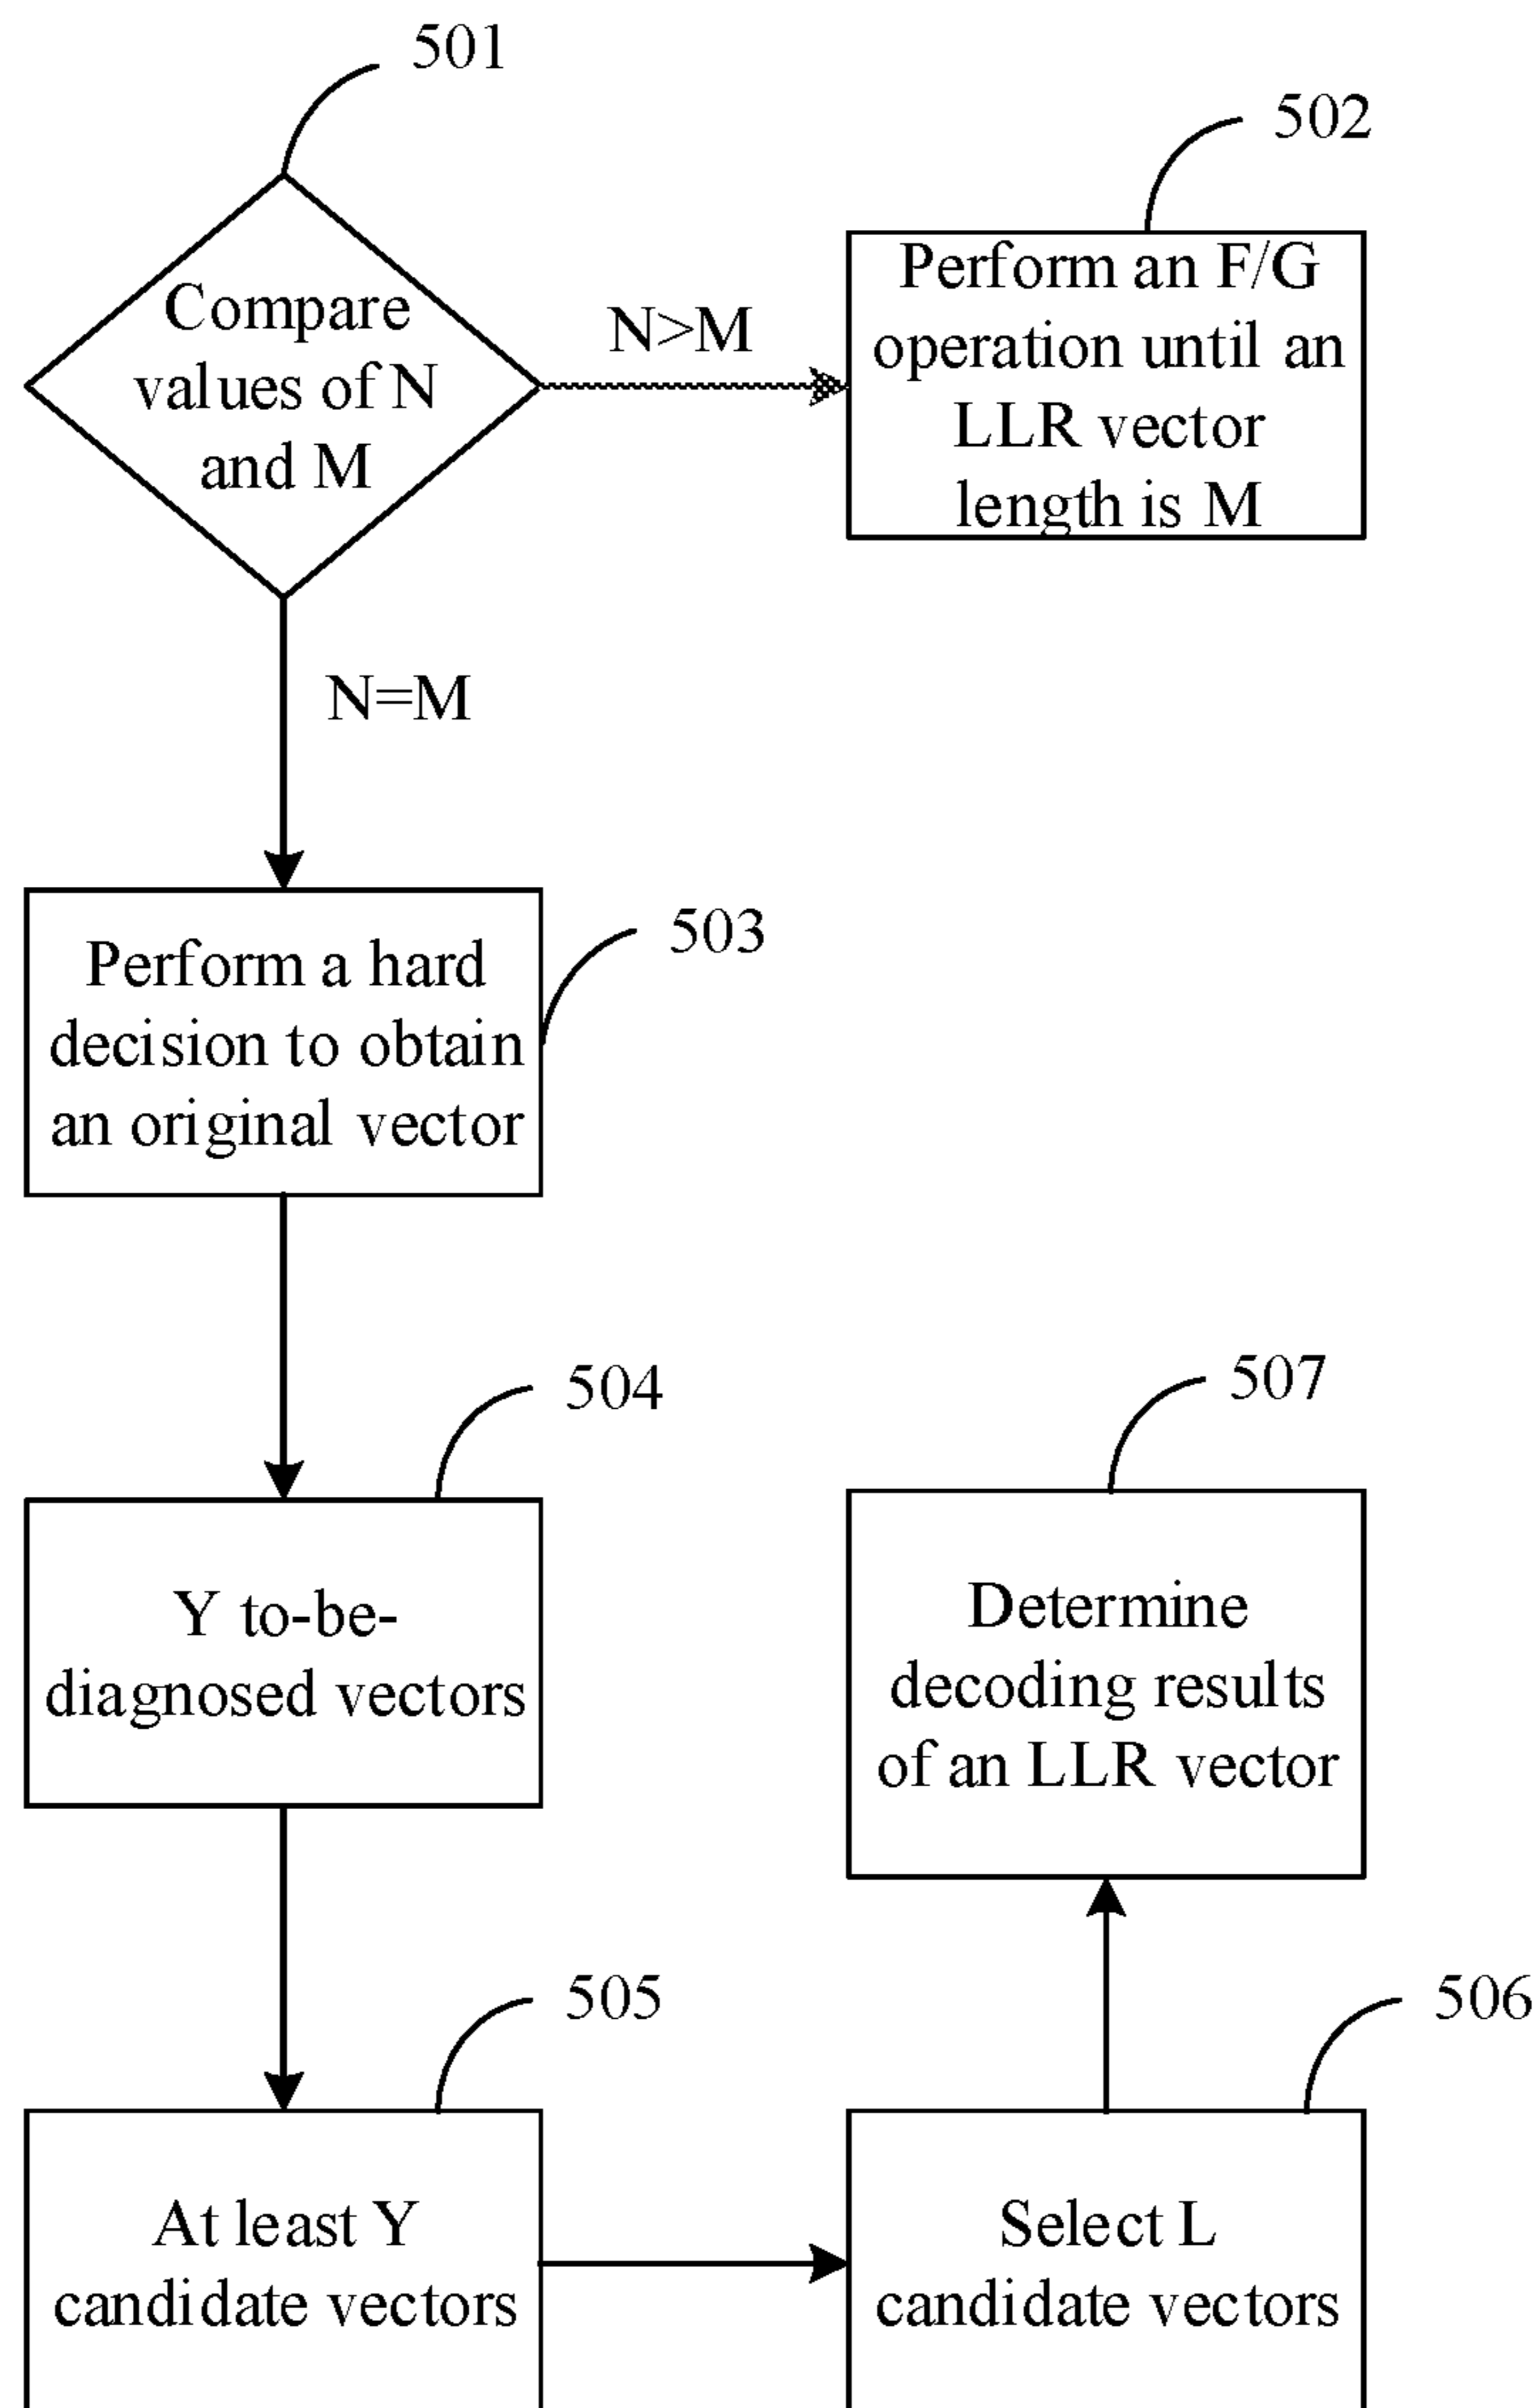 501
Compare
values of N
and M
N>M
502
Perform an F/G
operation until an
LLR vector
length is M
N=M
503
Perform a hard
decision to obtain
an original vector
504
Y to-be-
diagnosed vectors
505
At least Y
candidate vectors
506
Select L
candidate vectors
507
Determine
decoding results
of an LLR vector